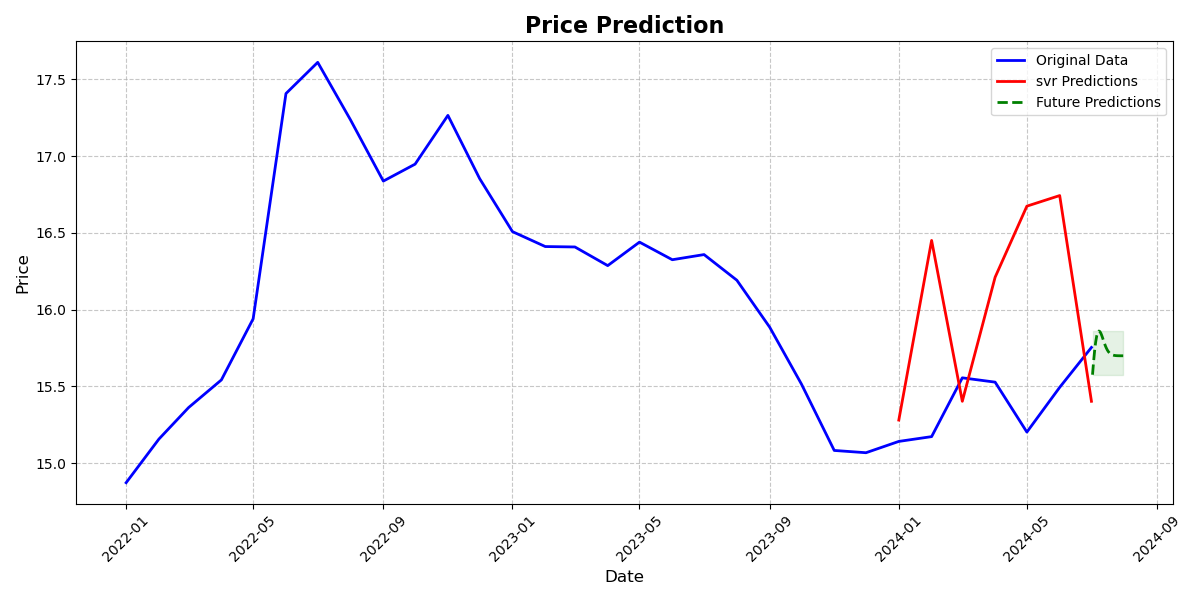 Price Prediction
Original Data
svr Predictions
Future Predictions
Price
17.5
17.0
16.5
16.0
15.5
15.0
2022-01
2022-05
2022-09
2023-01
2023-05
2023-09
2024-01
2024-05
2024-09
Date